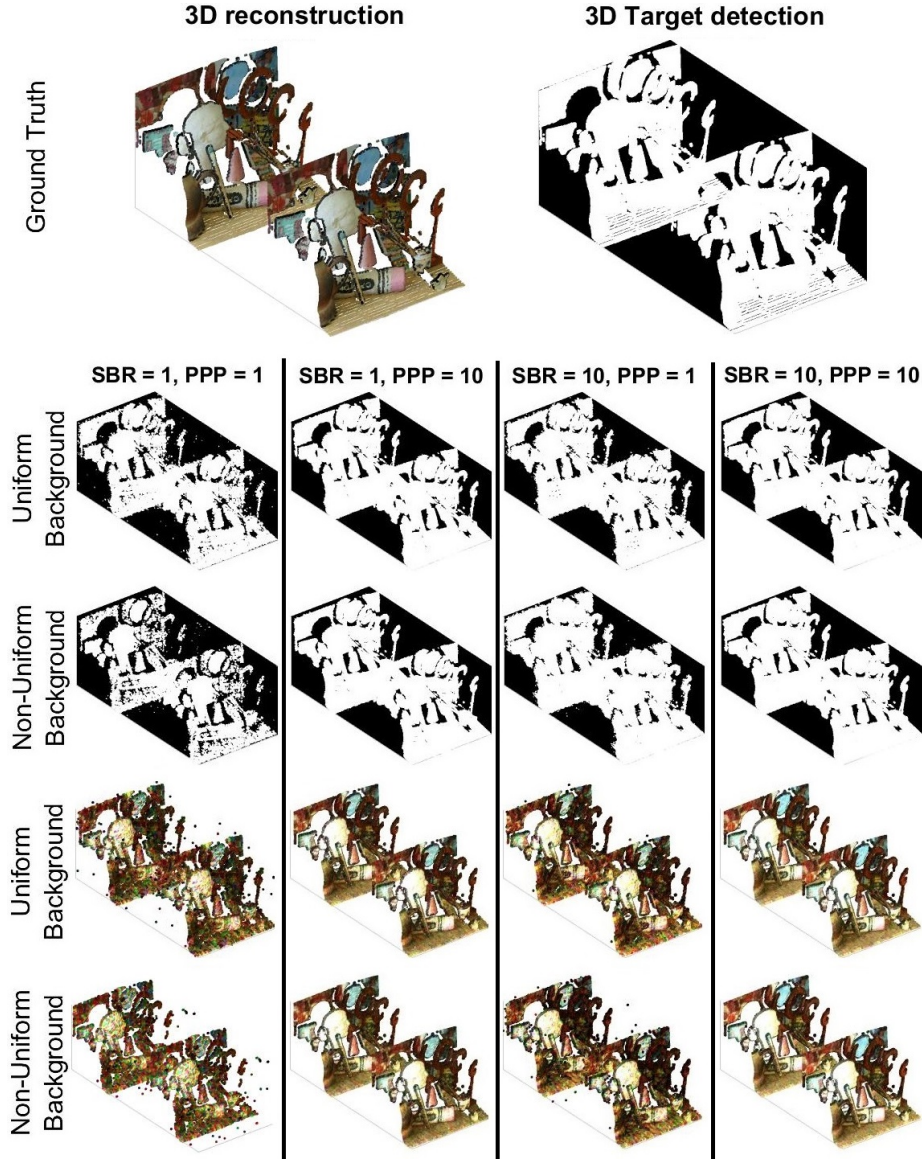 3D reconstruction
3D Target detection
Ground Truth
SBR = 1, PPP = 1
SBR = 1, PPP = 10
SBR = 10, PPP = 1
SBR = 10, PPP = 10
Uniform
Background
Non-Uniform
Background
Uniform
Background
Non-Uniform
Background